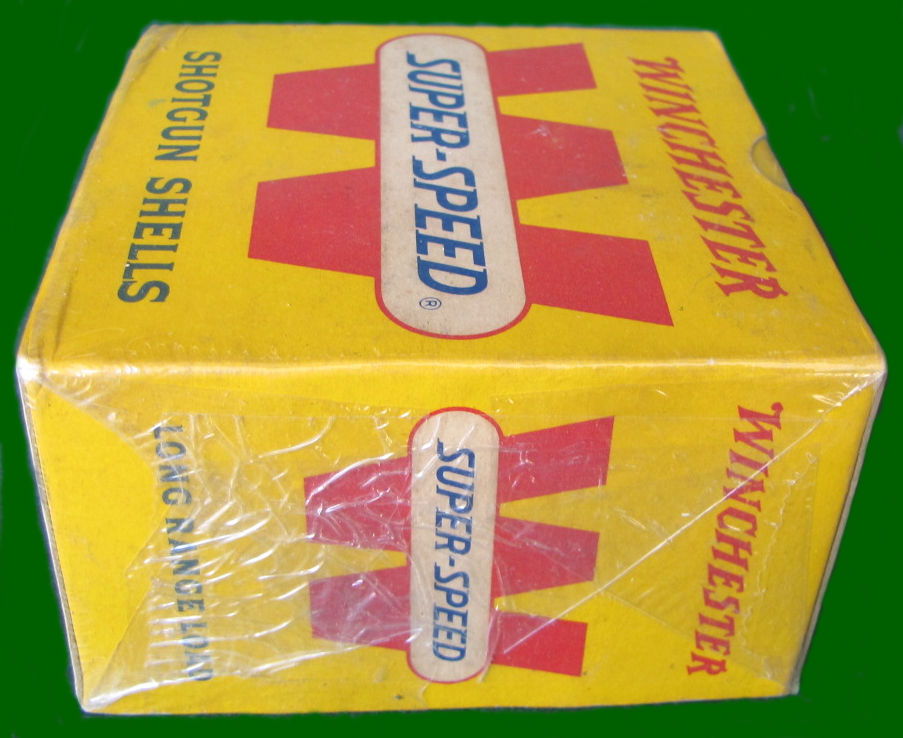 WINCHESTER
SUPER-SPEED®
SHOTGUN SHELLS
WINCHESTER
SUPER-SPEED
LONG RANGE LOAD